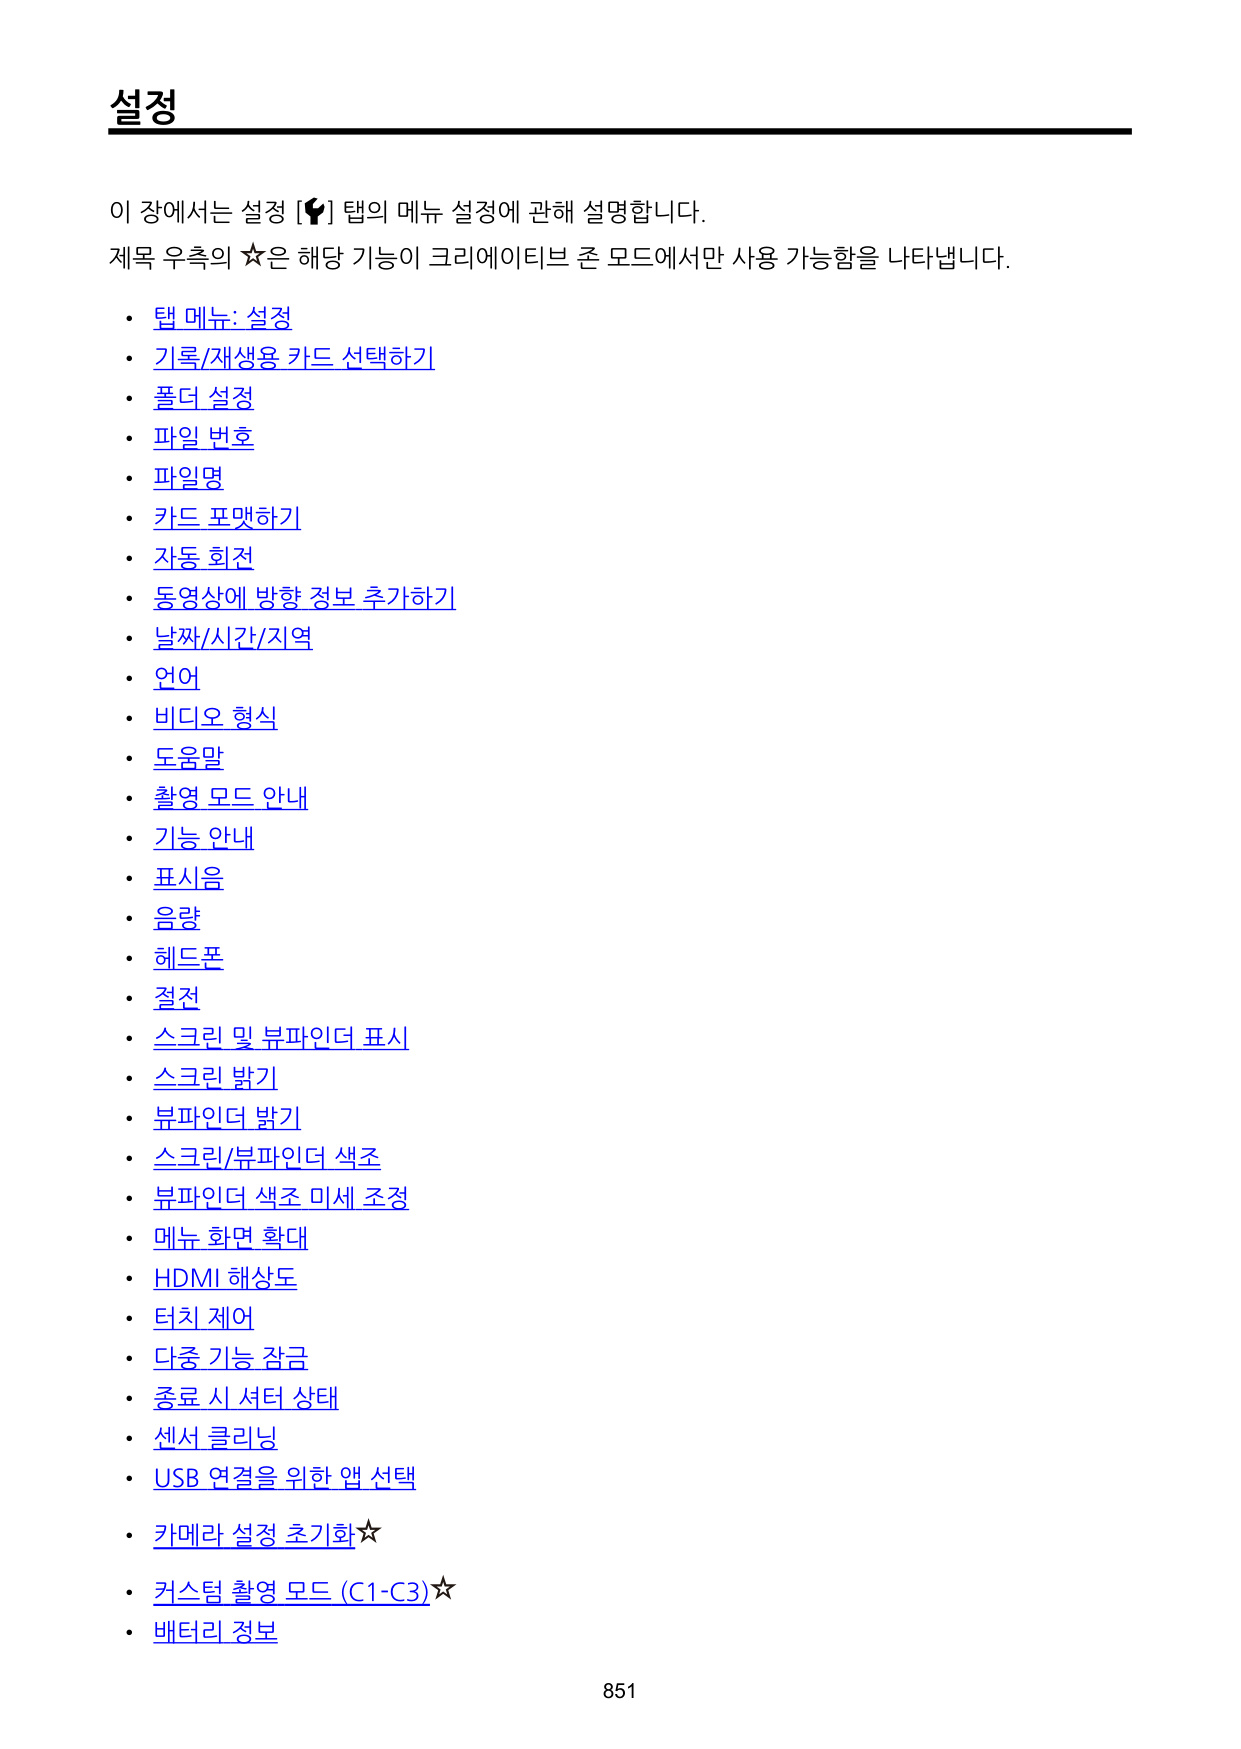 설정
이 장에서는 설정 [] 탭의 메뉴 설정에 관해 설명합니다.
제목 우측의 ☆은 해당 기능이 크리에이티브 존 모드에서만 사용 가능함을 나타냅니다.
• 탭 메뉴: 설정
• 기록/재생용 카드 선택하기
• 폴더 설정
• 파일 번호
• 파일명
• 카드 포맷하기
• 자동 회전
• 동영상에 방향 정보 추가하기
• 날짜/시간/지역
• 언어
• 비디오 형식
• 도움말
• 촬영 모드 안내
• 기능 안내
• 표시음
• 음량
• 헤드폰
• 절전
• 스크린 및 뷰파인더 표시
• 스크린 밝기
• 뷰파인더 밝기
• 스크린/뷰파인더 색조
• 뷰파인더 색조 미세 조정
• 메뉴 화면 확대
• HDMI 해상도
• 터치 제어
• 다중 기능 잠금
• 종료 시 셔터 상태
• 센서 클리닝
• USB 연결을 위한 앱 선택
• 카메라 설정 초기화☆
• 커스텀 촬영 모드 (C1-C3)☆
• 배터리 정보
851